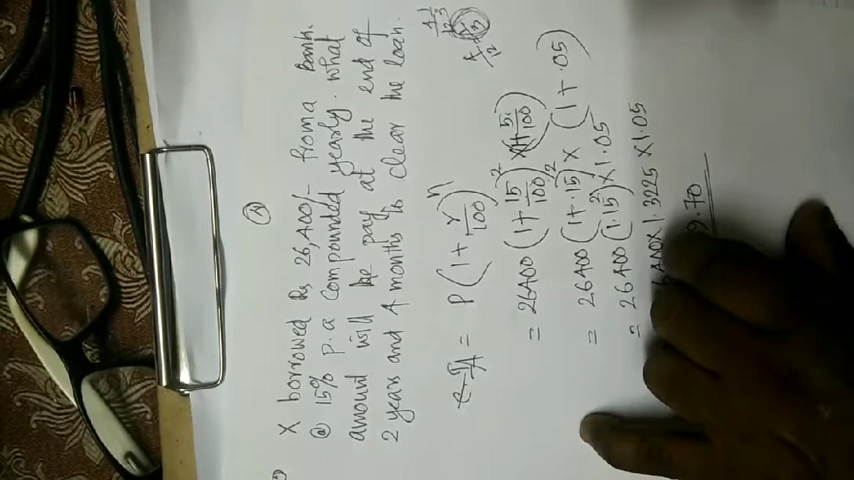 X borrowed Rs 26,400/- from a Bank.
@ 15% p.a compounded yearly. What
amount will he pay at the end of
2 years and 4 months to clear the loan.
A = P(1+r/100)^n
= 26400(1+15/100)^2 × (1+5/100)
= 26400(1+.15)^2 × (1+.05)
= 26400(1.15)^2 × 1.05
= 6400×1.3225×1.05
9.70